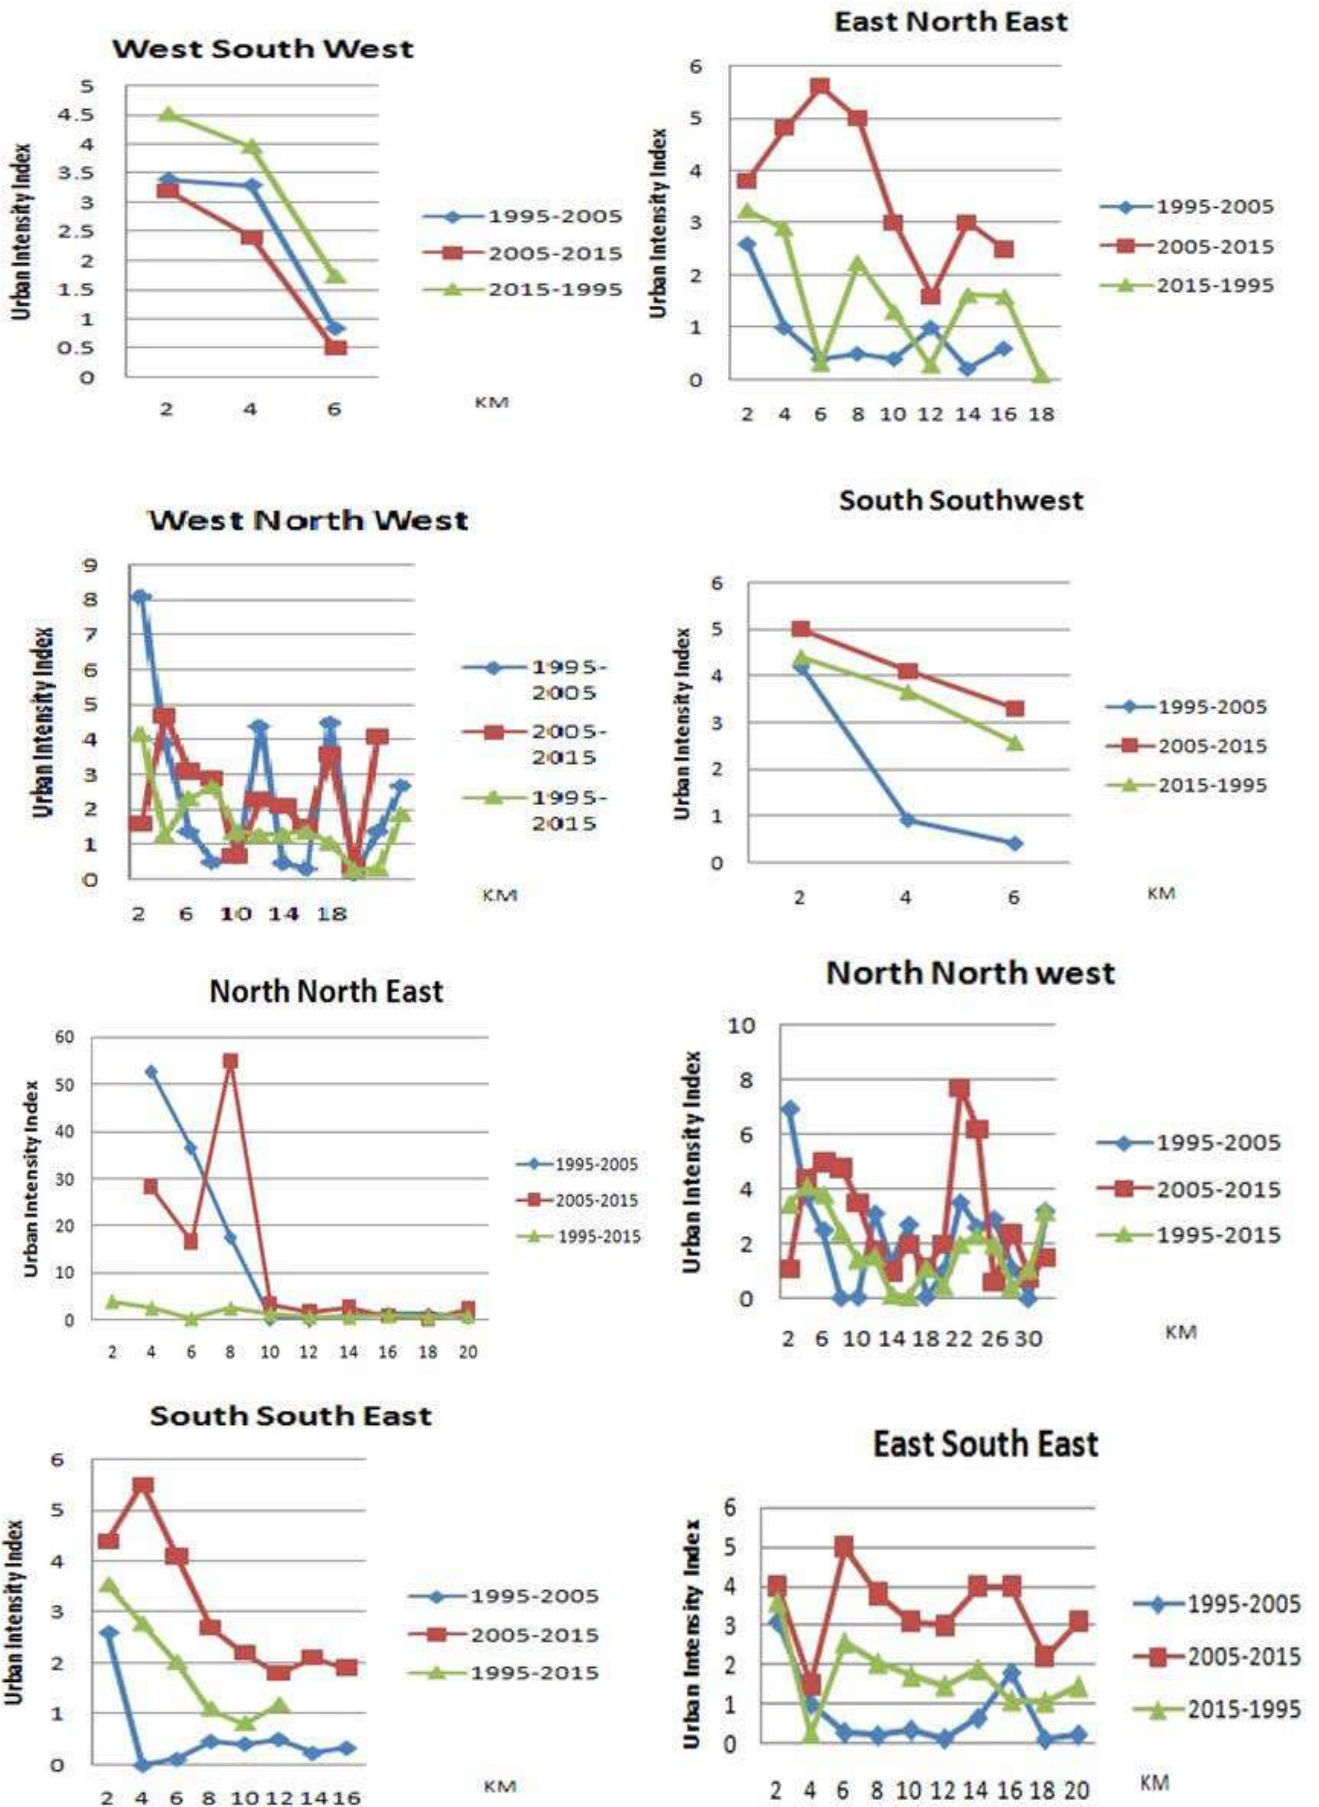 West South West
Urban Intensity Index
5
4.5
4
3.5
3
2.5
2
1.5
1
0.5
0
2 4 6
KM
1995-2005
2005-2015
2015-1995
East North East
Urban Intensity Index
6
5
4
3
2
1
0
2 4 6 8 10 12 14 16 18
1995-2005
2005-2015
2015-1995
West North West
Urban Intensity Index
9
8
7
6
5
4
3
2
1
0
2 6 10 14 18
KM
1995-
2005
2005-
2015
1995-
2015
South Southwest
Urban Intensity Index
6
5
4
3
2
1
0
2 4 6
KM
1995-2005
2005-2015
2015-1995
North North East
Urban Intensity Index
60
50
40
30
20
10
0
2 4 6 8 10 12 14 16 18 20
1995-2005
2005-2015
1995-2015
North North west
Urban Intensity Index
10
8
6
4
2
0
2 6 10 14 18 22 26 30
KM
1995-2005
2005-2015
1995-2015
South South East
Urban Intensity Index
6
5
4
3
2
1
0
2 4 6 8 10 12 14 16
KM
1995-2005
2005-2015
1995-2015
East South East
Urban Intensity Index
6
5
4
3
2
1
0
2 4 6 8 10 12 14 16 18 20
KM
1995-2005
2005-2015
2015-1995